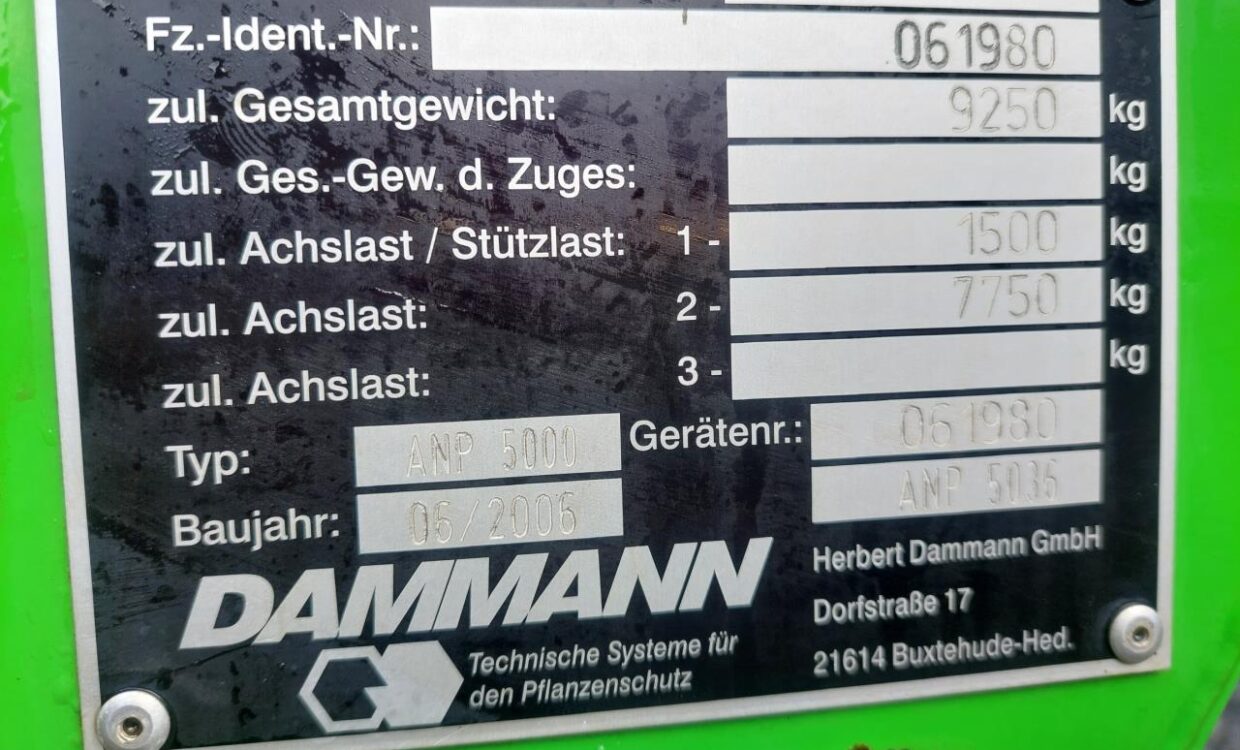 Fz.-Ident.-Nr.: 061980
zul. Gesamtgewicht: 9250 kg
zul. Ges.-Gew. d. Zuges: kg
zul. Achslast / Stützlast: 1 - 1500 kg
zul. Achslast: 2 - 7750 kg
zul. Achslast: 3 - kg
Typ: ANP 5000 Gerätenr.: 061980
Baujahr: 06/2006 ANP 5036
DAMMANN
Technische Systeme für
den Pflanzenschutz
Herbert Dammann GmbH
Dorfstraße 17
21614 Buxtehude-Hed.